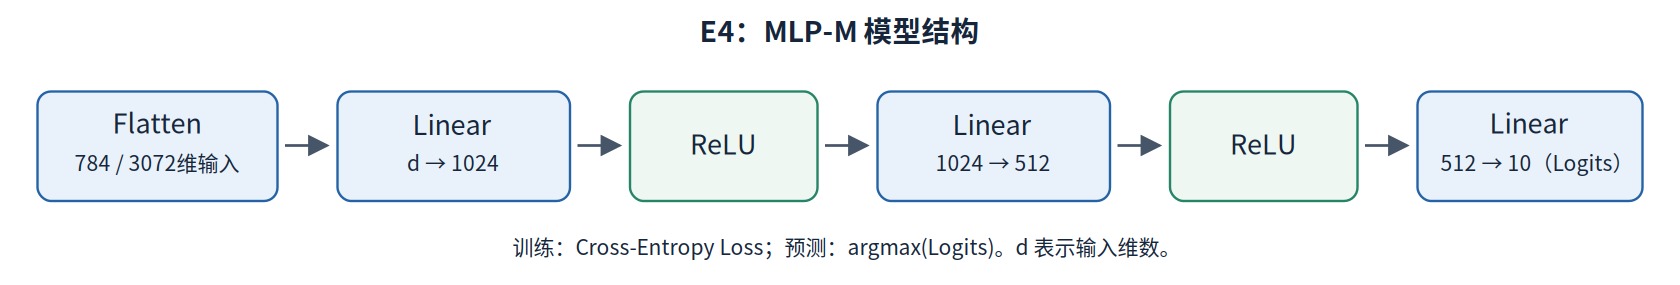 E4：MLP-M 模型结构
Flatten
784 / 3072维输入
Linear
d → 1024
ReLU
Linear
1024 → 512
ReLU
Linear
512 → 10（Logits）
训练：Cross-Entropy Loss；预测：argmax(Logits)。d 表示输入维数。